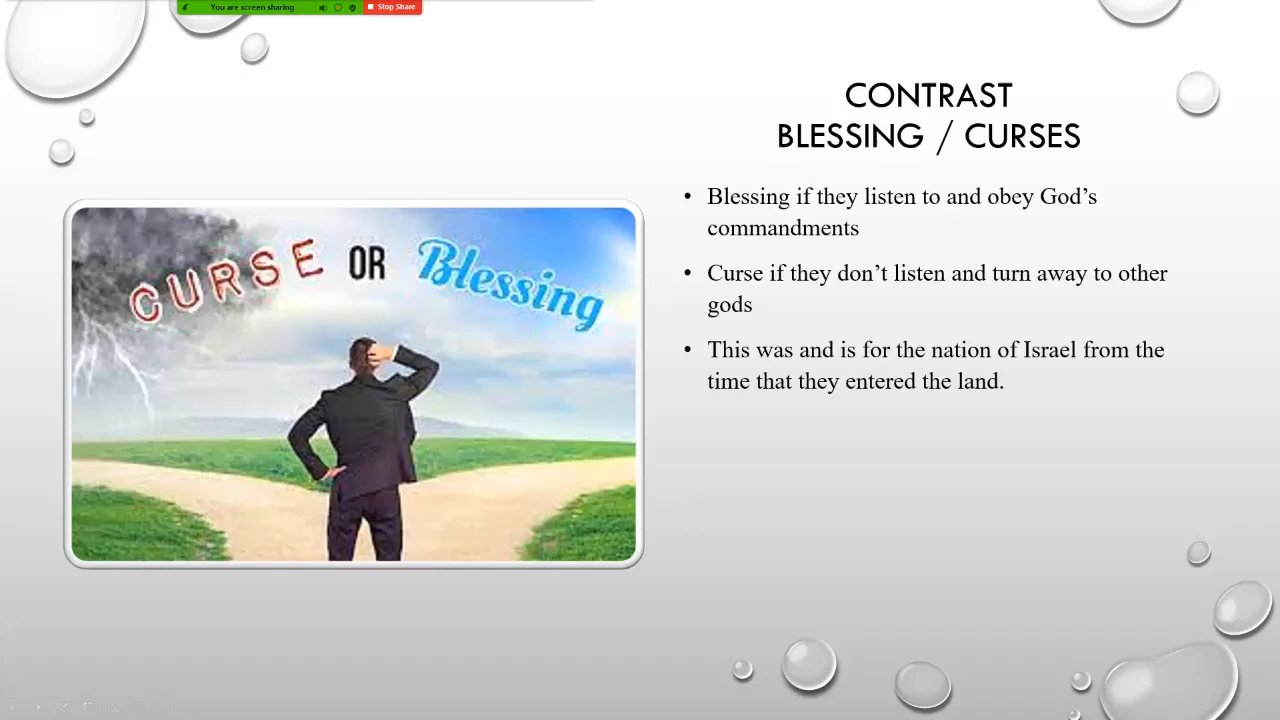 You are screen sharing
Stop Share
CONTRAST
BLESSING / CURSES
CURSE OR Blessing
• Blessing if they listen to and obey God’s
commandments
• Curse if they don’t listen and turn away to other
gods
• This was and is for the nation of Israel from the
time that they entered the land.